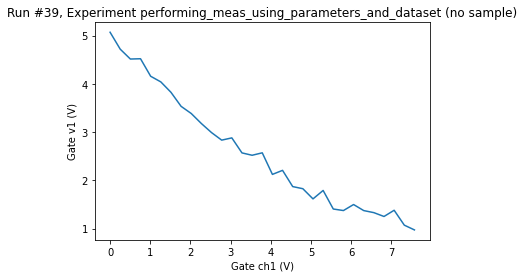 Run #39, Experiment performing_meas_using_parameters_and_dataset (no sample)
5
4
3
2
1
Gate v1 (V)
0 1 2 3 4 5 6 7
Gate ch1 (V)